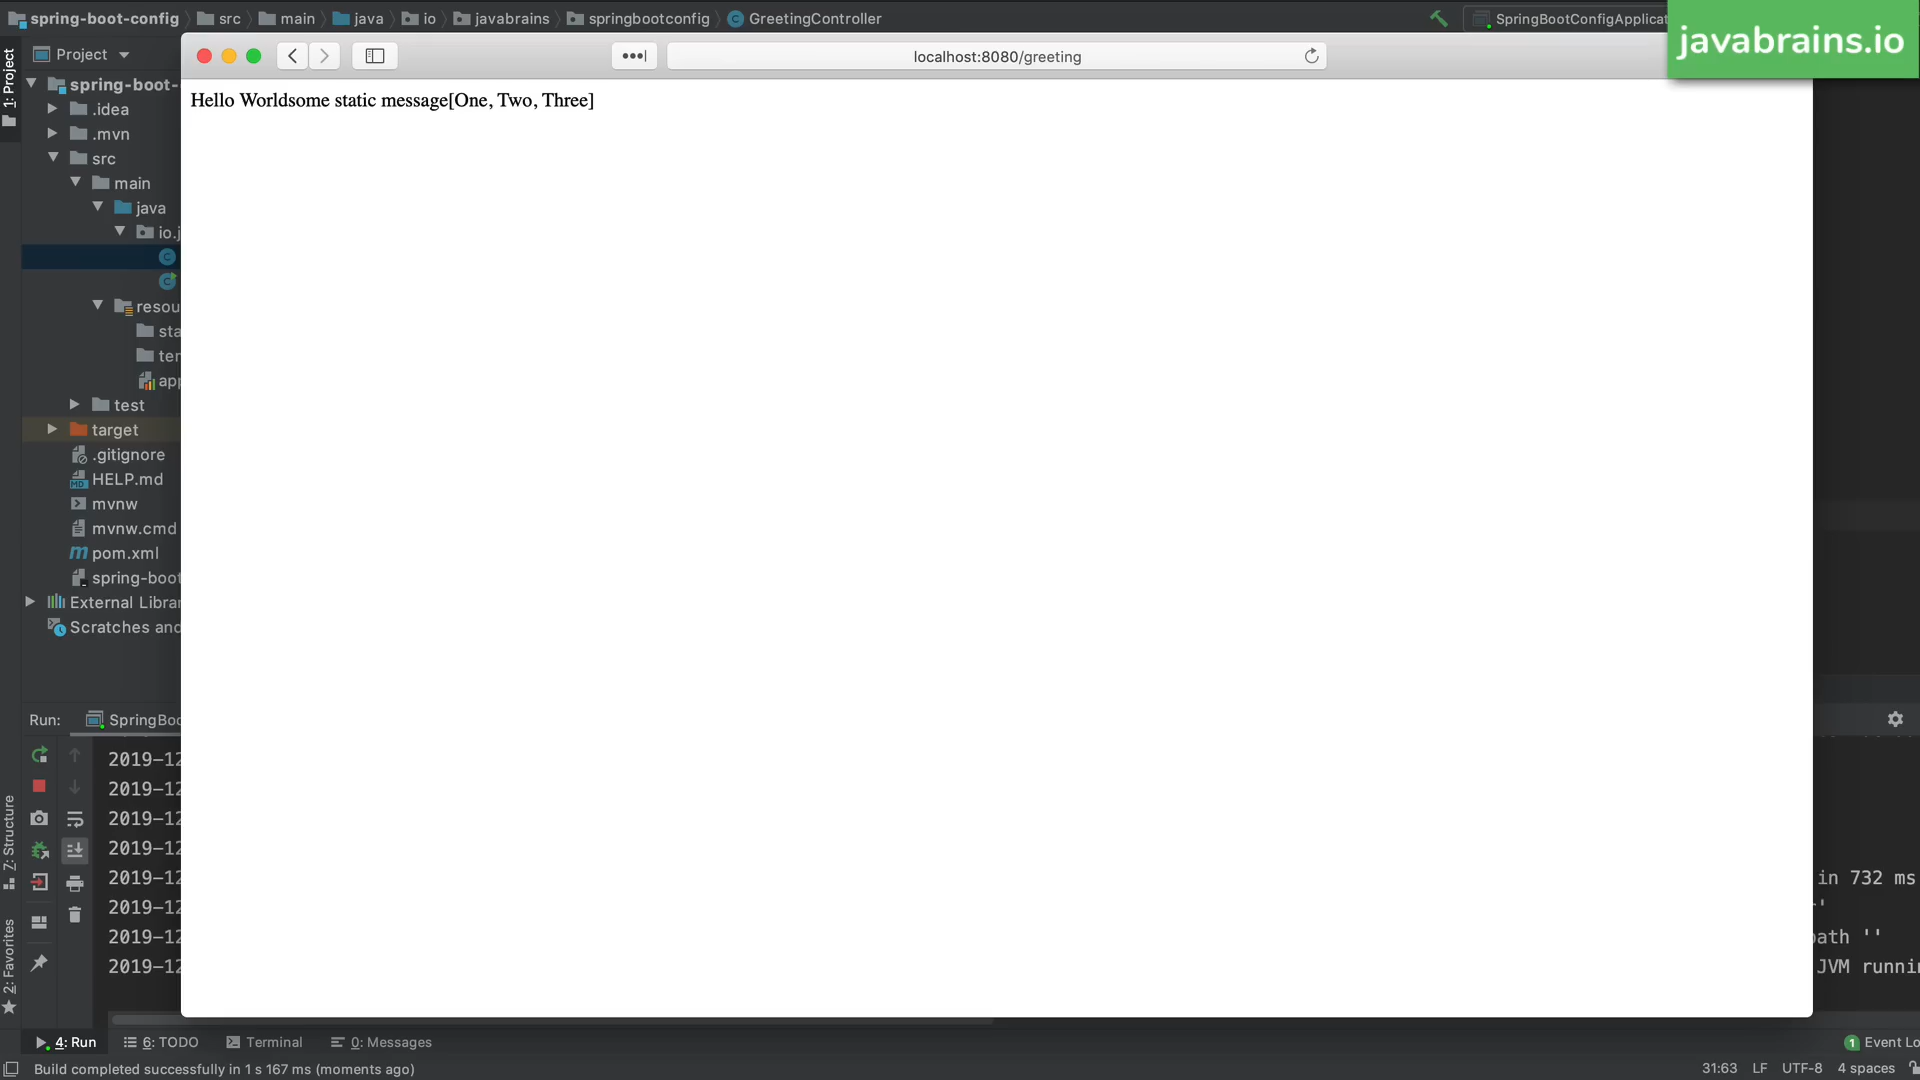 spring-boot-config src main java io javabrains springbootconfig GreetingController SpringBootConfigApplicat
javabrains.io
Project
localhost:8080/greeting
1: Project
spring-boot-
Hello Worldsome static message[One, Two, Three]
.idea
.mvn
src
main
java
io.j
resou
sta
tem
app
test
target
.gitignore
HELP.md
mvnw
mvnw.cmd
pom.xml
spring-boot
External Librar
Scratches and
Run: SpringBoo
2019-12
2019-12
2019-12
2019-12
2019-12 in 732 ms
2019-12
2019-12 path ''
2019-12 JVM runnin
7: Structure
2: Favorites
4: Run 6: TODO Terminal 0: Messages 1 Event Lo
Build completed successfully in 1 s 167 ms (moments ago) 31:63 LF UTF-8 4 spaces